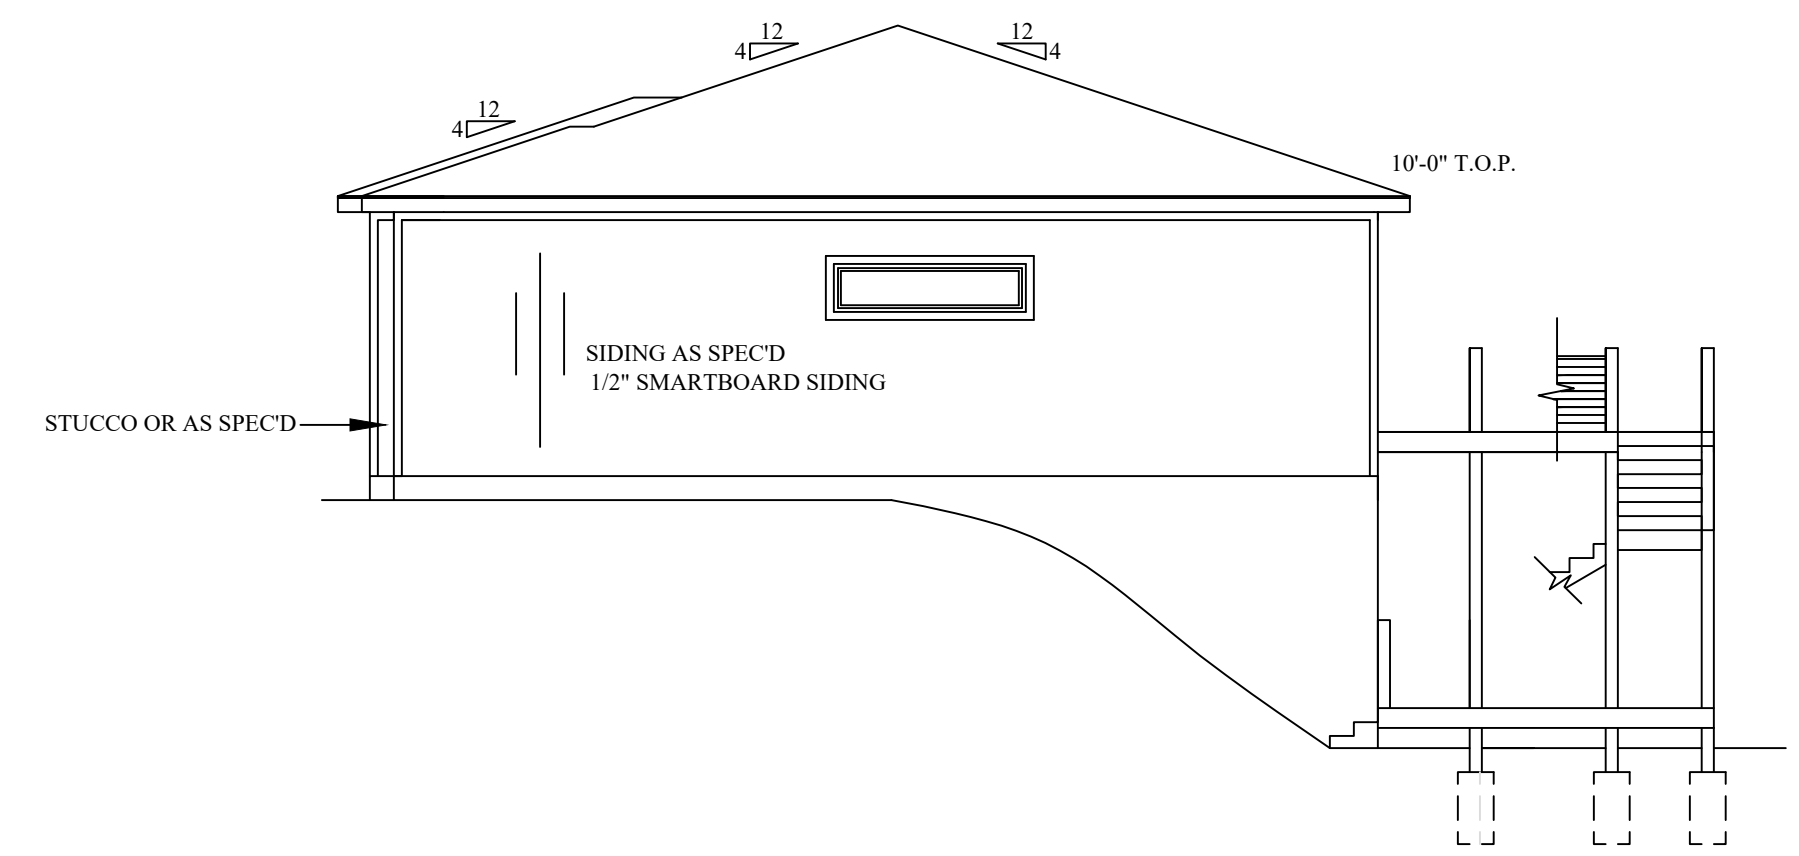 12
4
12
4
12
4
10'-0" T.O.P.
SIDING AS SPEC'D
1/2" SMARTBOARD SIDING
STUCCO OR AS SPEC'D